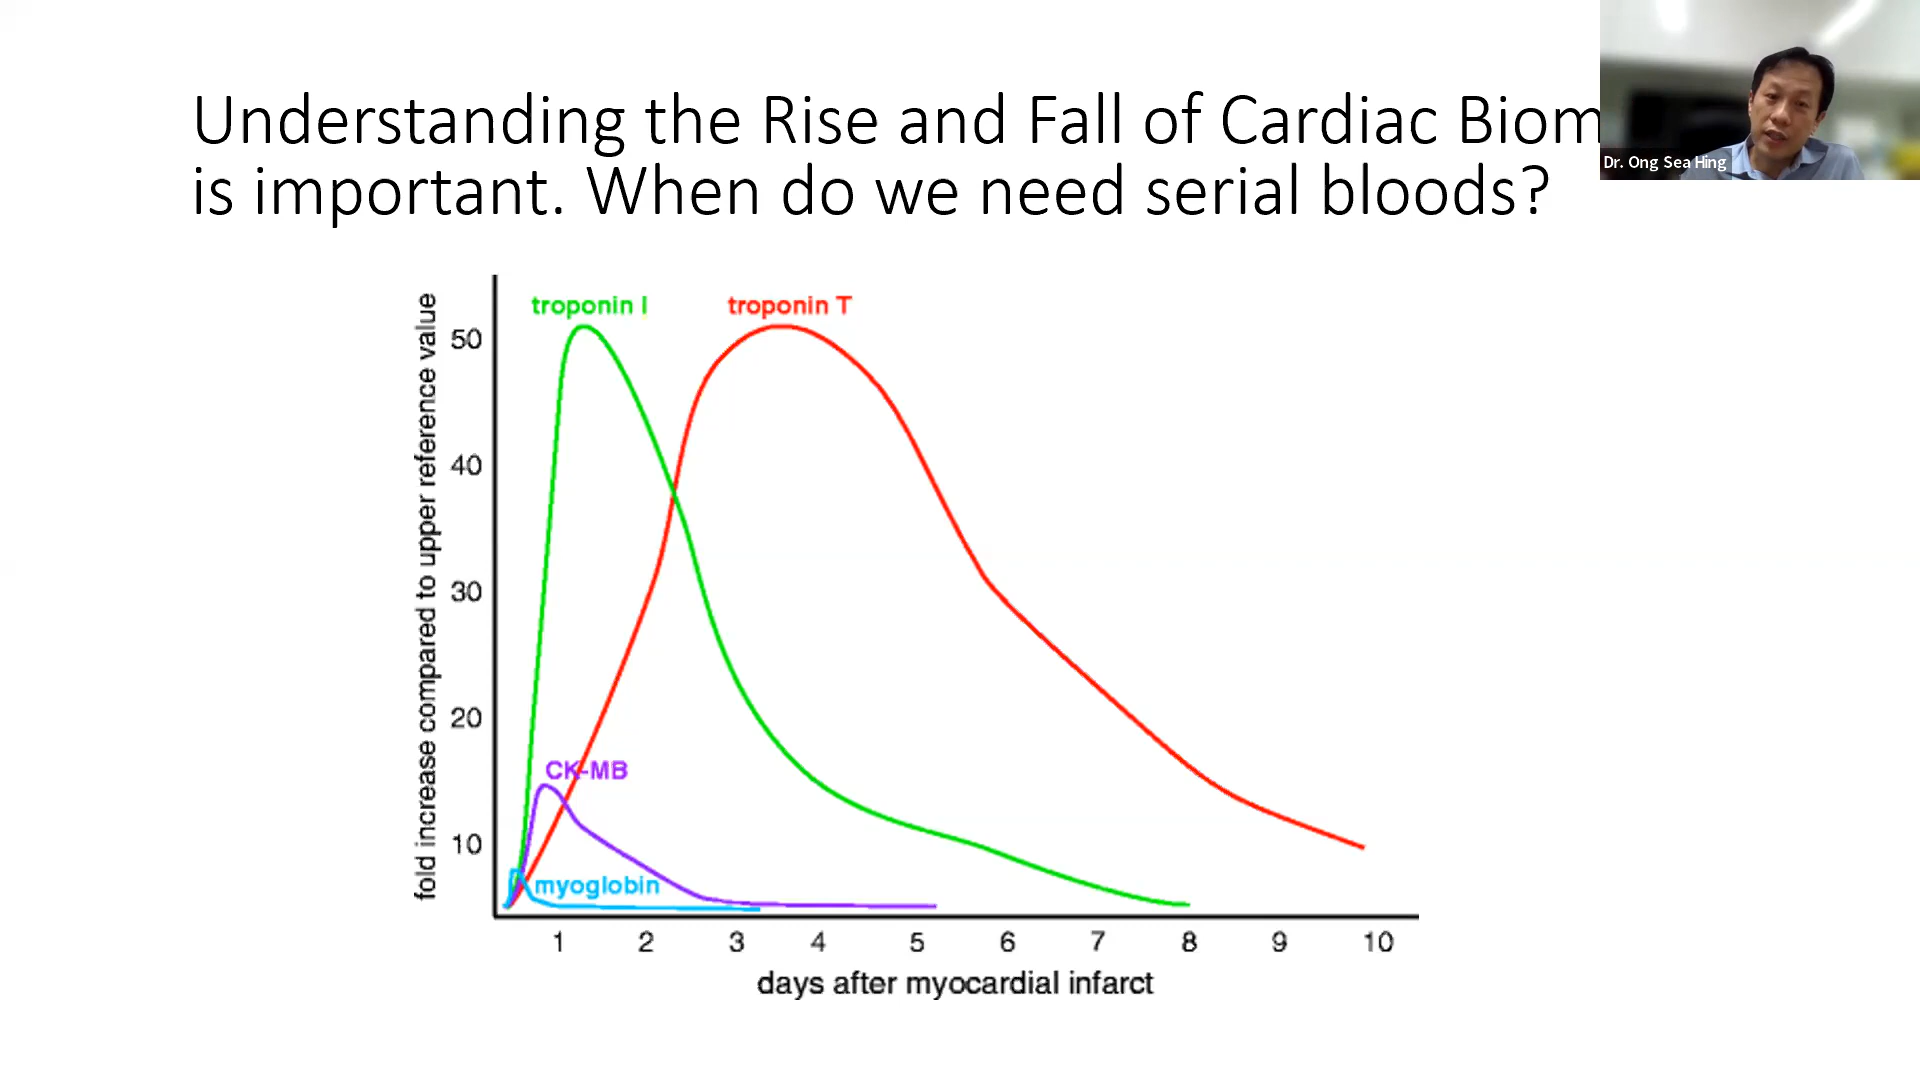 Understanding the Rise and Fall of Cardiac Biom
is important. When do we need serial bloods?
Dr. Ong Sea Hing
troponin I
troponin T
CK-MB
myoglobin
fold increase compared to upper reference value
50
40
30
20
10
1 2 3 4 5 6 7 8 9 10
days after myocardial infarct